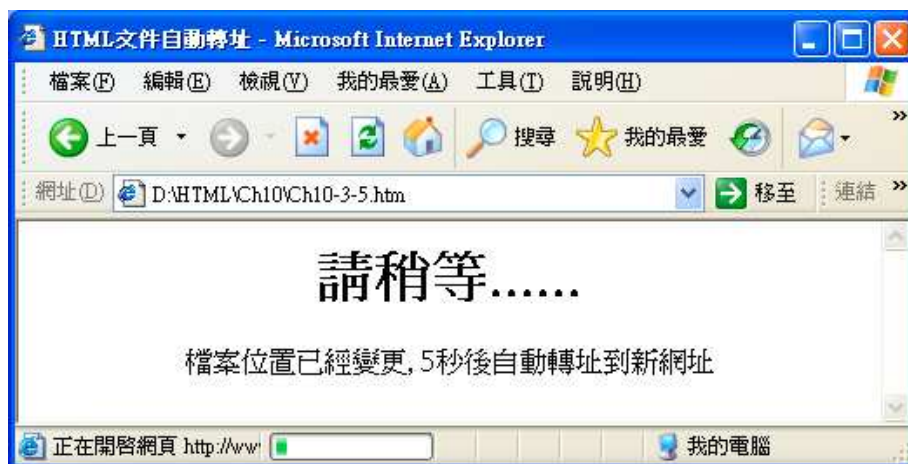 HTML文件自動轉址 - Microsoft Internet Explorer
檔案(F) 編輯(E) 檢視(V) 我的最愛(A) 工具(T) 說明(H)
上一頁 搜尋 我的最愛 »
網址(D) D:\HTML\Ch10\Ch10-3-5.htm 移至 連結 »
請稍等......
檔案位置已經變更, 5秒後自動轉址到新網址
正在開啓網頁 http://www 我的電腦